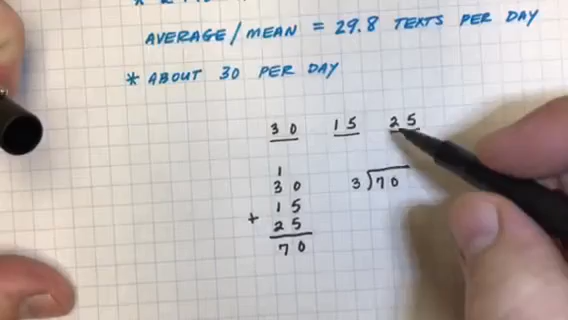 AVERAGE/MEAN = 29.8 TEXTS PER DAY
* ABOUT 30 PER DAY
30 15 25
1
30
15
+ 25
70
3)70